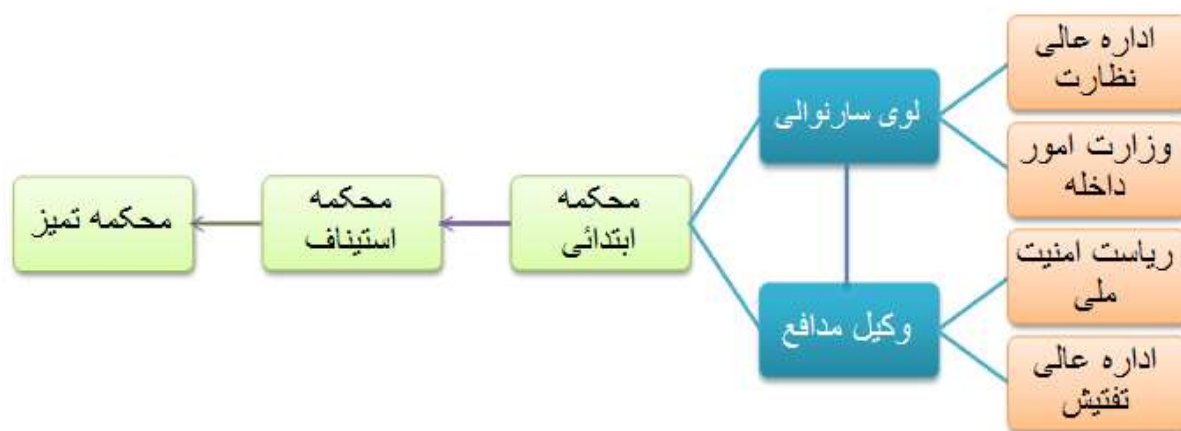 اداره عالی
نظارت
وزارت امور
داخله
ریاست امنیت
ملی
اداره عالی
تفتیش
لوی سارنوالی
وکیل مدافع
محکمه
ابتدائی
محکمه
استیناف
محکمه تمیز